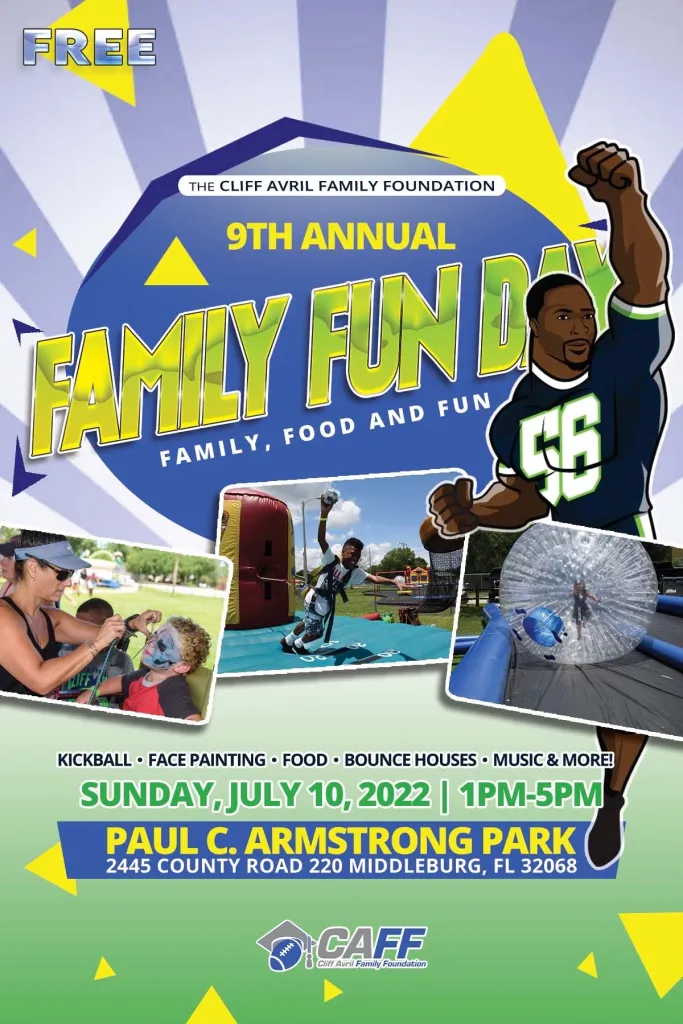 FREE
THE CLIFF AVRIL FAMILY FOUNDATION
9TH ANNUAL
FAMILY FUN DAY
FAMILY, FOOD AND FUN
56
KICKBALL • FACE PAINTING • FOOD • BOUNCE HOUSES • MUSIC & MORE!
SUNDAY, JULY 10, 2022 | 1PM-5PM
PAUL C. ARMSTRONG PARK
2445 COUNTY ROAD 220 MIDDLEBURG, FL 32068
CAFF
Cliff Avril Family Foundation